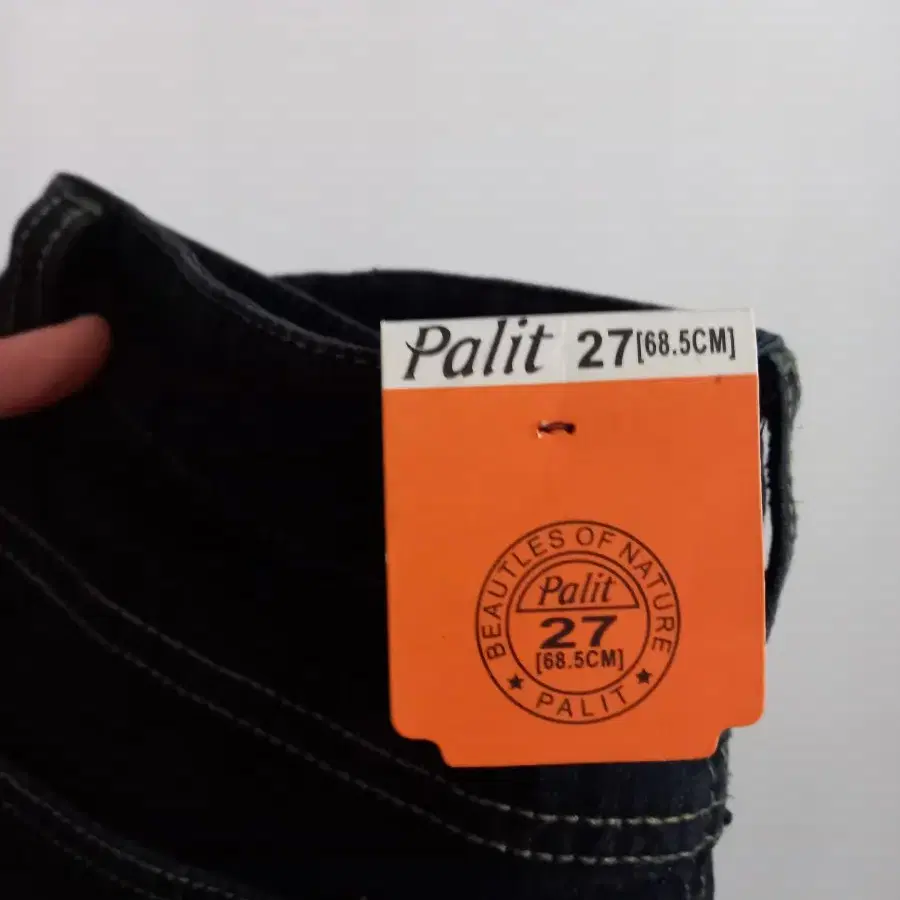 Palit 27[68.5CM]
BEAUTLES OF NATURE
Palit
27
[68.5CM]
★ PALIT ★